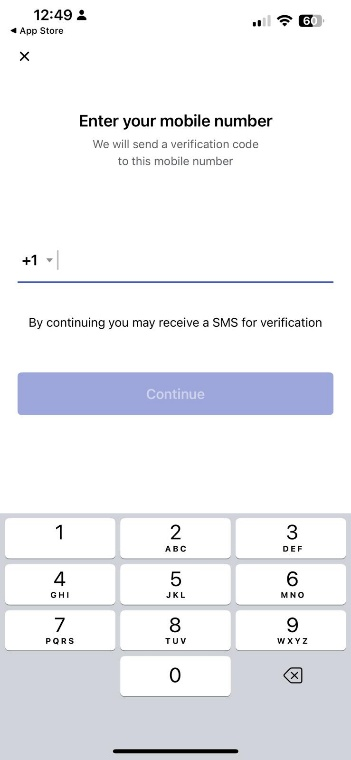 12:49
60
◀ App Store
Enter your mobile number
We will send a verification code
to this mobile number
+1
By continuing you may receive a SMS for verification
Continue
1 2 3
ABC DEF
4 5 6
GHI JKL MNO
7 8 9
PQRS TUV WXYZ
0